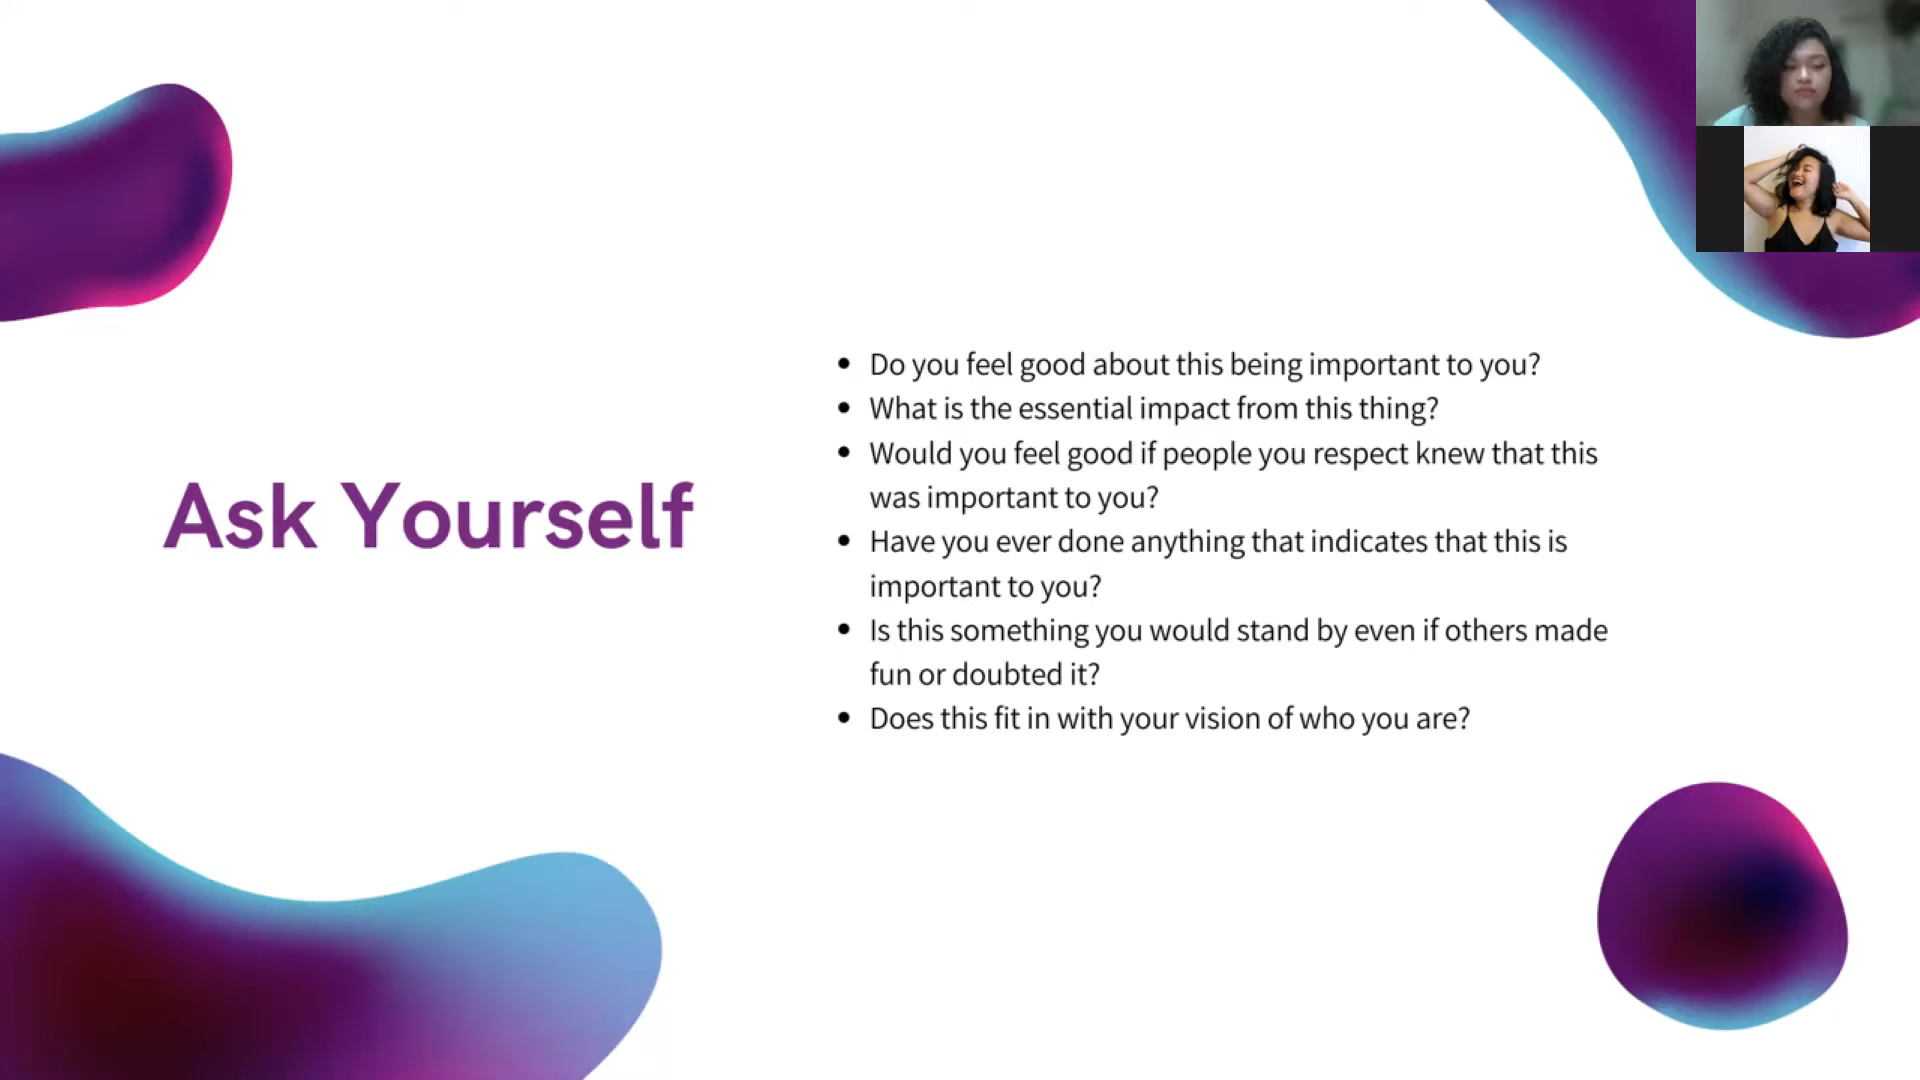 Ask Yourself
• Do you feel good about this being important to you?
• What is the essential impact from this thing?
• Would you feel good if people you respect knew that this
was important to you?
• Have you ever done anything that indicates that this is
important to you?
• Is this something you would stand by even if others made
fun or doubted it?
• Does this fit in with your vision of who you are?